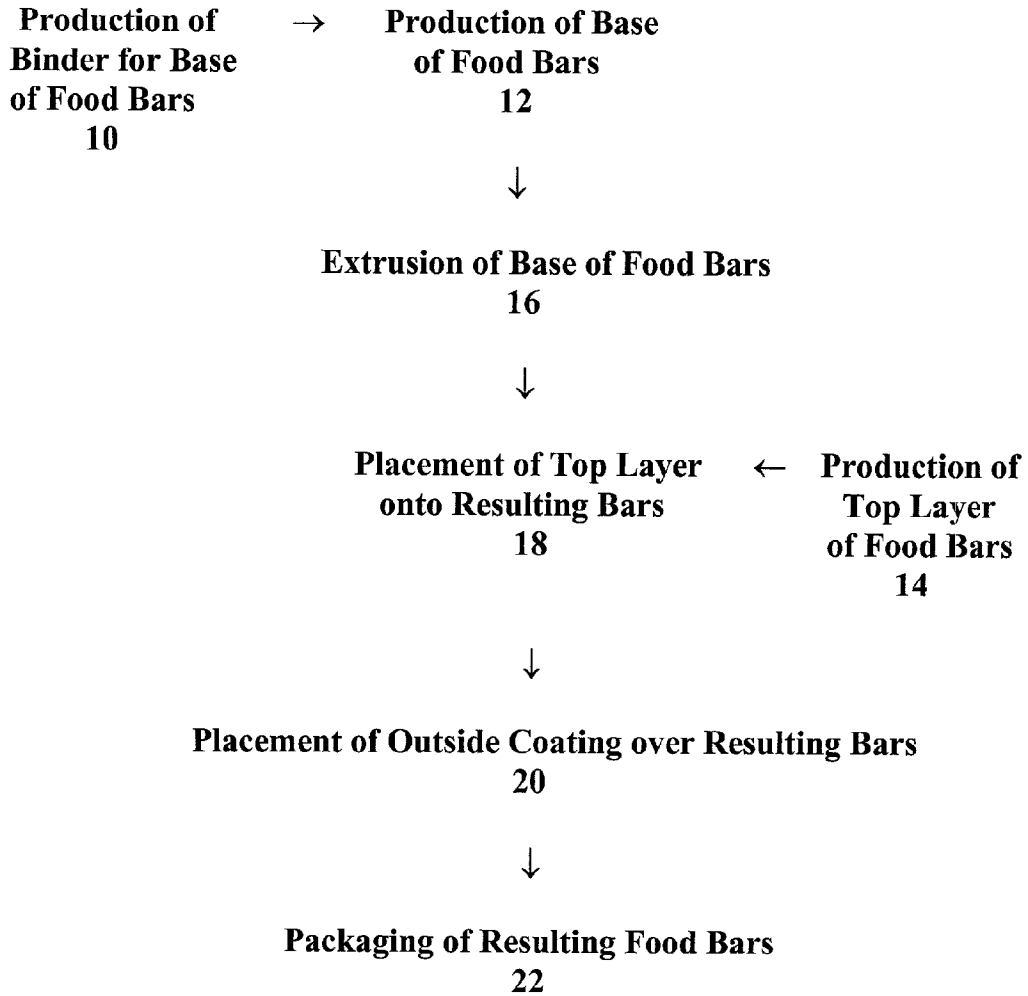 Production of
Binder for Base
of Food Bars
10
→
Production of Base
of Food Bars
12
↓
Extrusion of Base of Food Bars
16
↓
Placement of Top Layer
onto Resulting Bars
18
←
Production of
Top Layer
of Food Bars
14
↓
Placement of Outside Coating over Resulting Bars
20
↓
Packaging of Resulting Food Bars
22